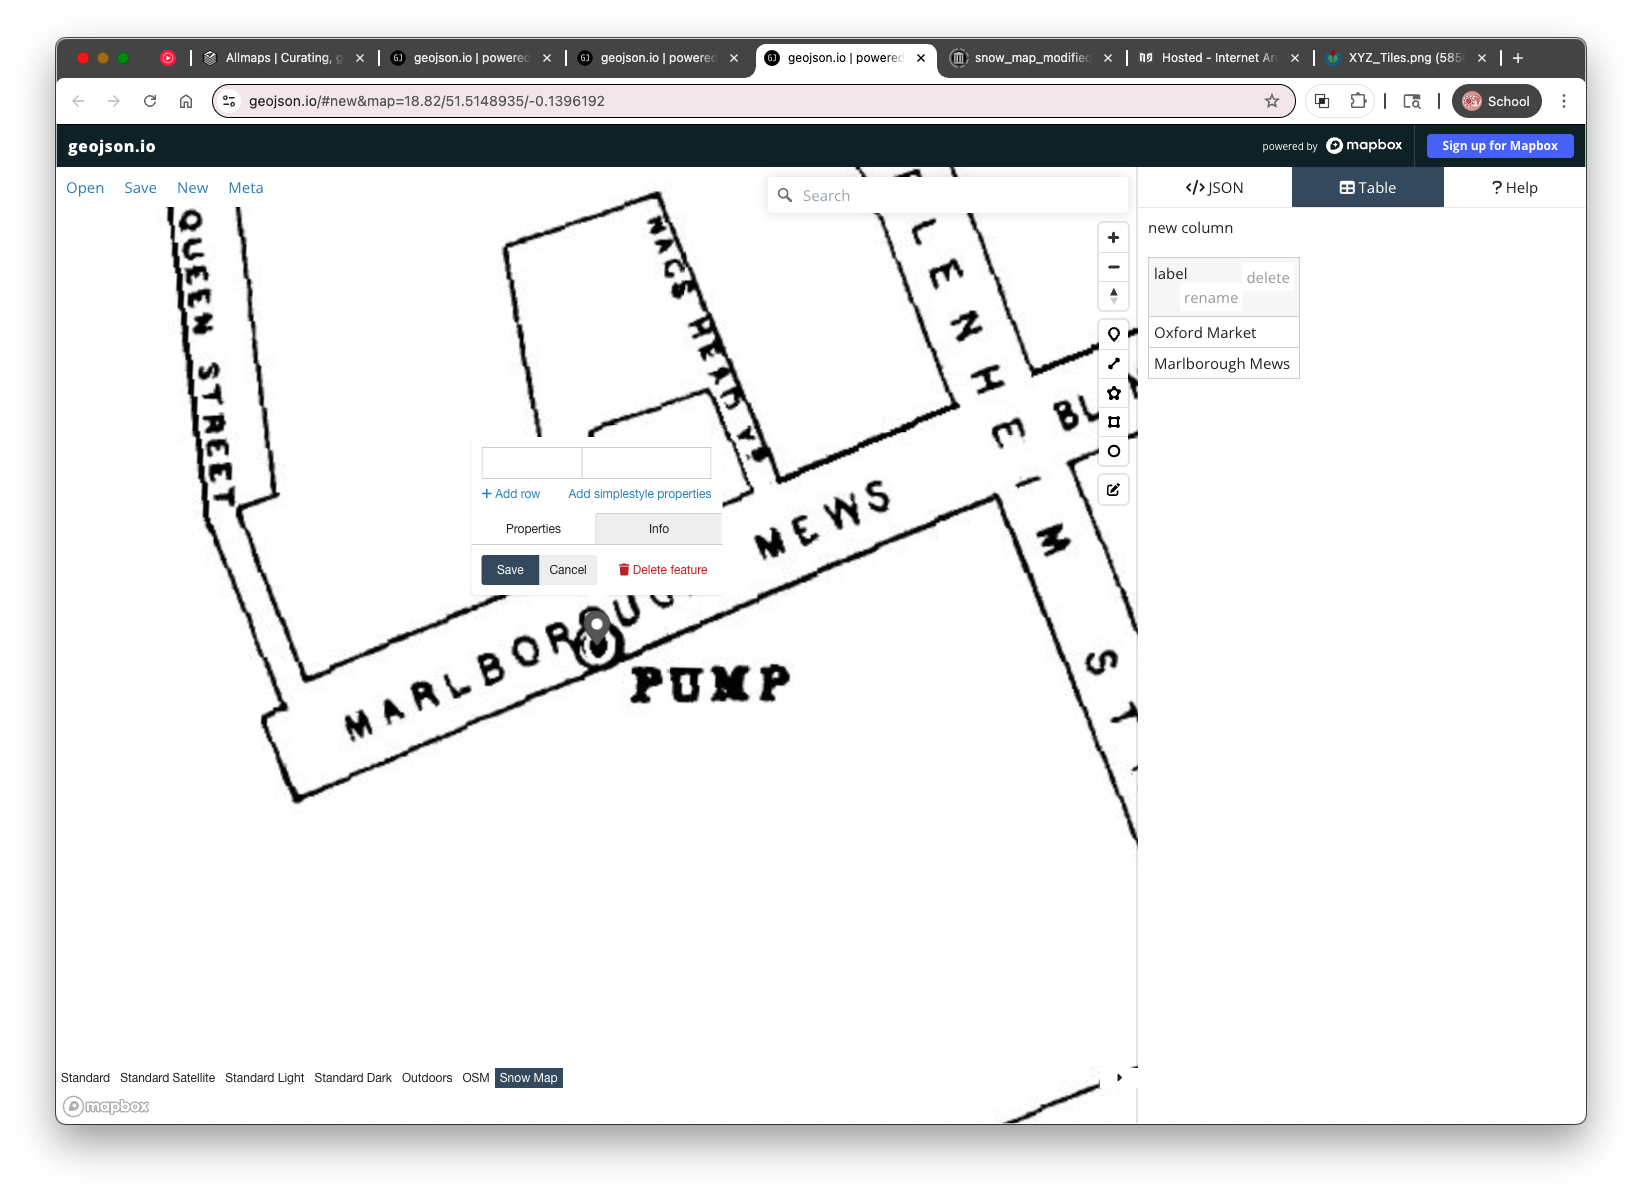 Allmaps | Curating, g
geojson.io | powered
geojson.io | powered
geojson.io | powered
snow_map_modified
Hosted - Internet Ar
XYZ_Tiles.png (585
geojson.io/#new&map=18.82/51.5148935/-0.1396192
School
geojson.io
powered by mapbox
Sign up for Mapbox
Open Save New Meta
Search
</> JSON
Table
? Help
new column
label
delete
rename
Oxford Market
Marlborough Mews
QUEEN STREET
NAGS HEAD YD
LENHEIM ST
BL
+ Add row
Add simplestyle properties
Properties
Info
Save
Cancel
Delete feature
MARLBOROUG MEWS
PUMP
Standard
Standard Satellite
Standard Light
Standard Dark
Outdoors
OSM
Snow Map
mapbox